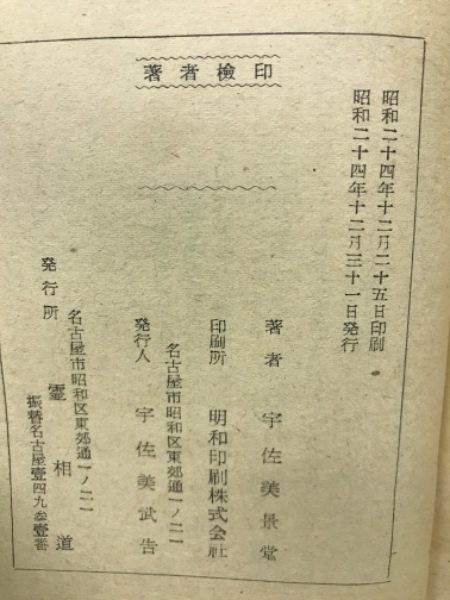 印檢者著
昭和二十四年十二月二十五日印刷
昭和二十四年十二月三十一日発行
著者 宇佐美景堂
印刷所 明和印刷株式会社
名古屋市昭和区東郊通一ノ二一
発行人 宇佐美武吉
名古屋市昭和区東郊通一ノ二一
発行所 霊相道
振替名古屋壹四九参壹番